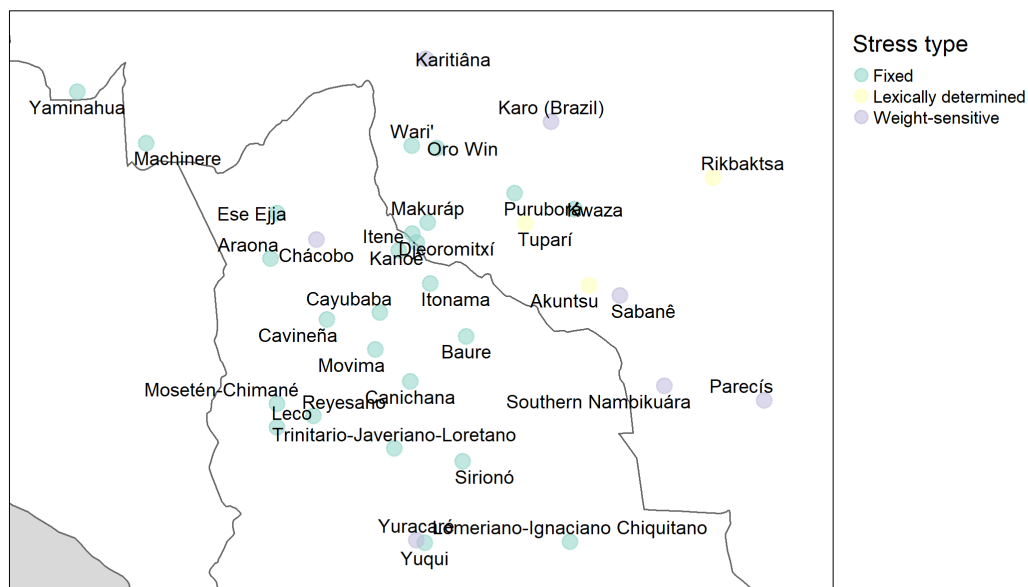 Stress type
Fixed
Lexically determined
Weight-sensitive
Karitiâna
Yaminahua
Karo (Brazil)
Wari'
Oro Win
Machinere
Rikbaktsa
Ese Ejja
Makuráp
Puruborá
Kwaza
Itene
Tuparí
Araona
Chácobo
Kanoê
Djeoromitxí
Cayubaba
Itonama
Akuntsu
Sabanê
Cavineña
Movima
Baure
Mosetén-Chimané
Reyesano
Canichana
Southern Nambikuára
Parecís
Leco
Trinitario-Javeriano-Loretano
Sirionó
Yuracaré
Lomeriano-Ignaciano Chiquitano
Yuqui